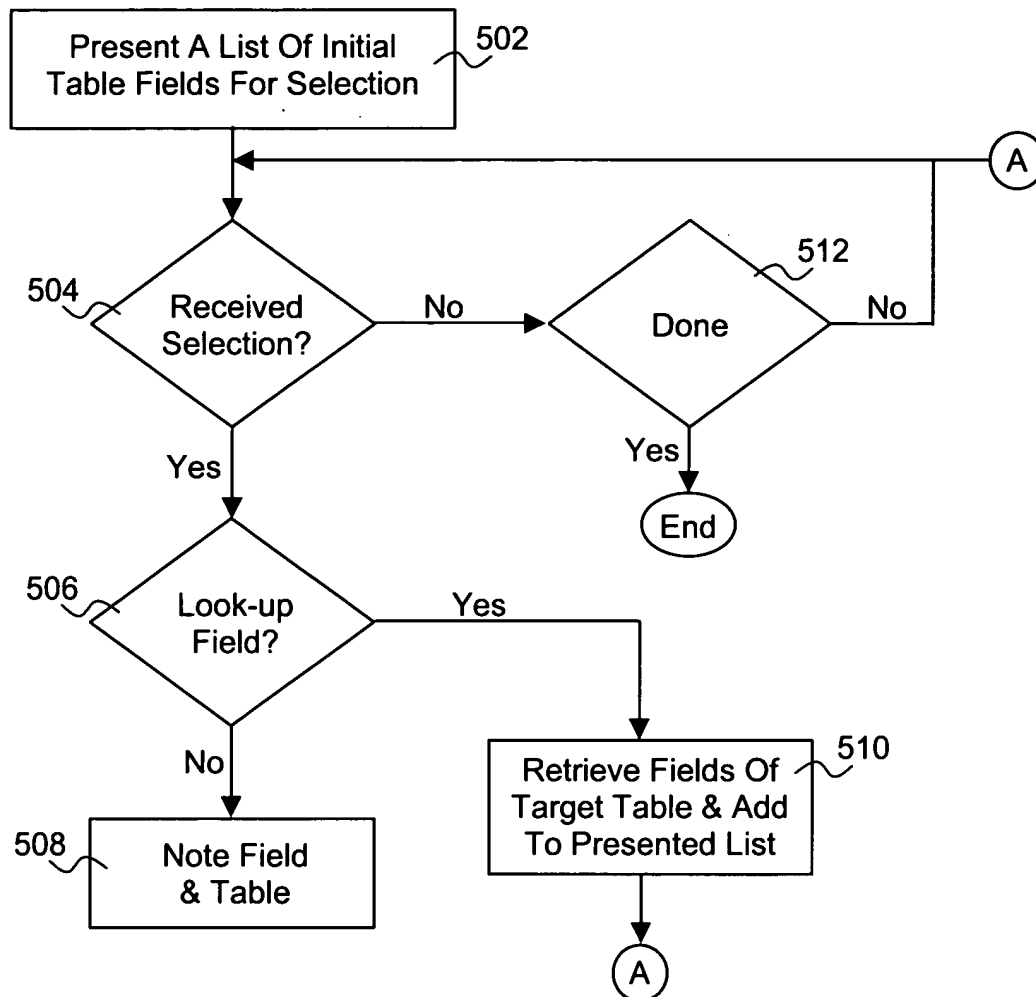 Present A List Of Initial
Table Fields For Selection
502
A
504
Received
Selection?
No
512
Done
No
Yes
Yes
End
506
Look-up
Field?
Yes
No
510
Retrieve Fields Of
Target Table & Add
To Presented List
508
Note Field
& Table
A